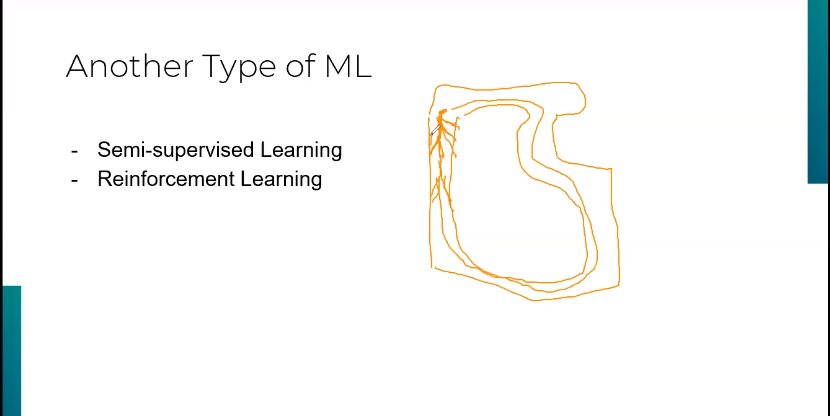 Another Type of ML
- Semi-supervised Learning
- Reinforcement Learning